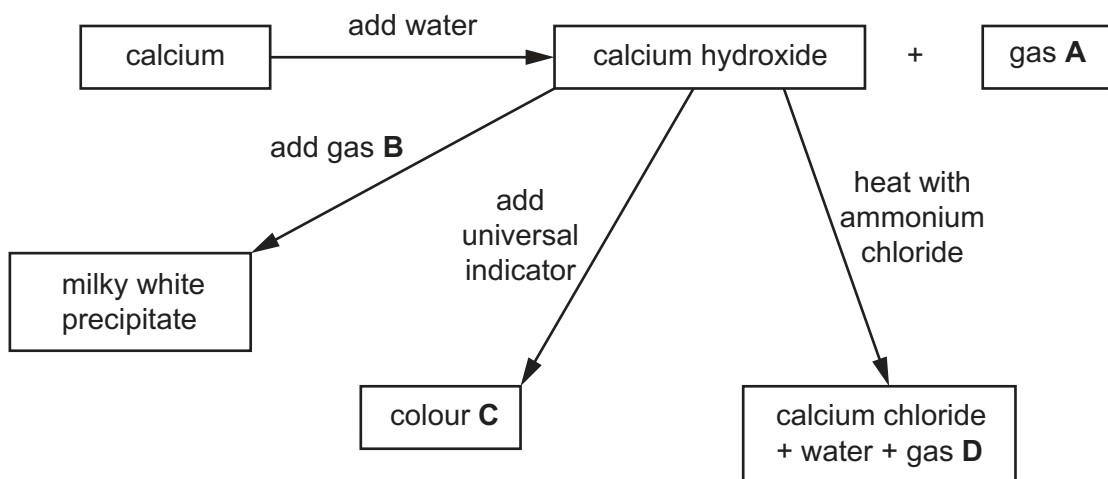 add water
calcium
calcium hydroxide
+
gas A
add gas B
add
universal
indicator
heat with
ammonium
chloride
milky white
precipitate
colour C
calcium chloride
+ water + gas D